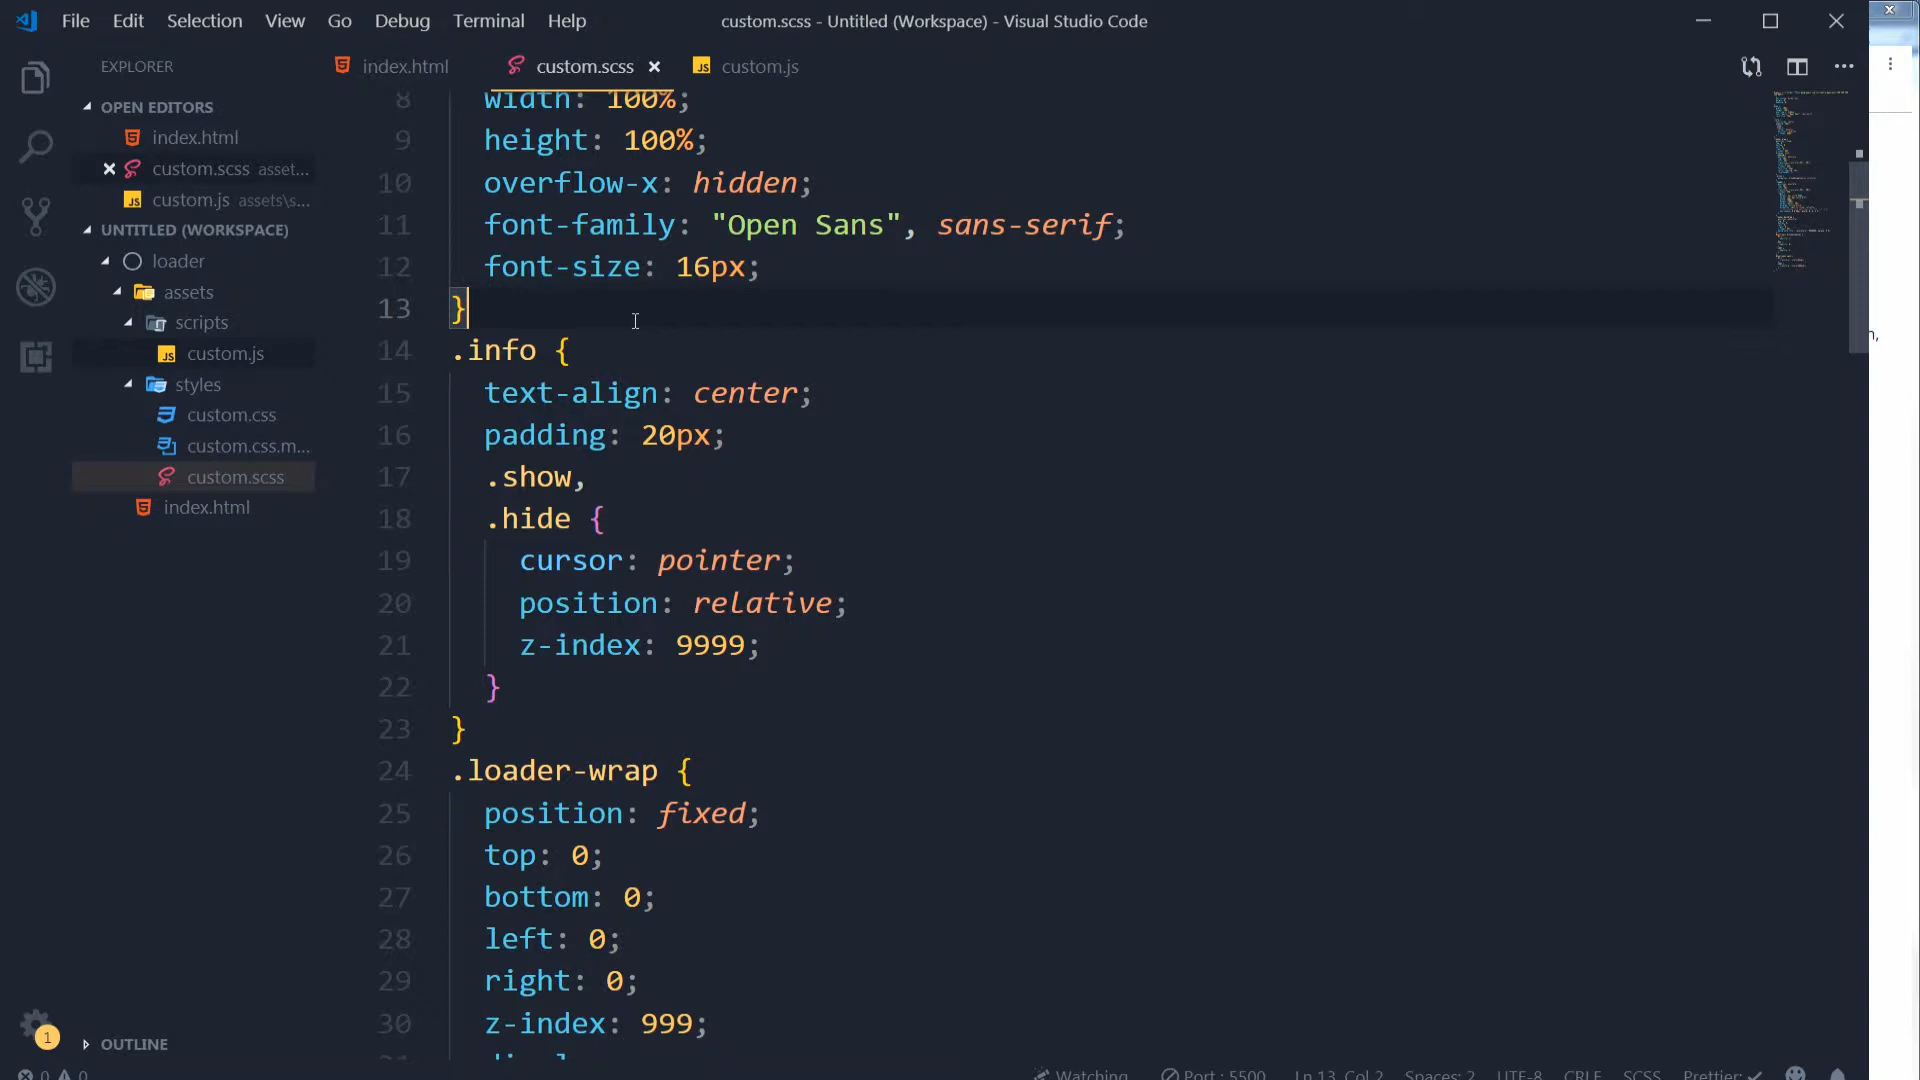 File Edit Selection View Go Debug Terminal Help
custom.scss - Untitled (Workspace) - Visual Studio Code
EXPLORER
index.html
custom.scss
JS custom.js
OPEN EDITORS
index.html
custom.scss asset...
JS custom.js assets\s...
UNTITLED (WORKSPACE)
loader
assets
scripts
JS custom.js
styles
custom.css
custom.css.m...
custom.scss
index.html
1
OUTLINE
0 0
8 width: 100%;
9 height: 100%;
10 overflow-x: hidden;
11 font-family: "Open Sans", sans-serif;
12 font-size: 16px;
13 }
14 .info {
15 text-align: center;
16 padding: 20px;
17 .show,
18 .hide {
19 cursor: pointer;
20 position: relative;
21 z-index: 9999;
22 }
23 }
24 .loader-wrap {
25 position: fixed;
26 top: 0;
27 bottom: 0;
28 left: 0;
29 right: 0;
30 z-index: 999;
Watching Port : 5500 Ln 13, Col 2 Spaces: 2 UTF-8 CRLF SCSS Prettier: ✓